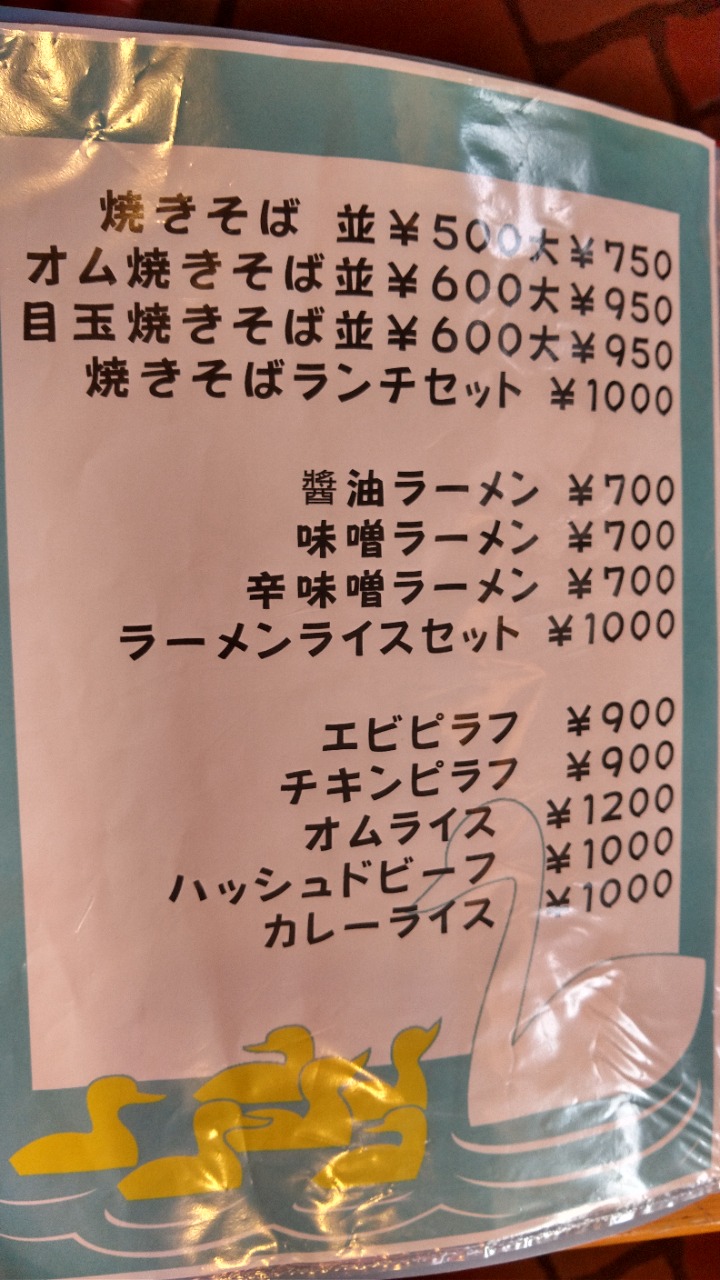 焼きそば 並￥500大￥750
オム焼きそば並￥600大￥950
目玉焼きそば並￥600大￥950
焼きそばランチセット ￥1000
醬油ラーメン ￥700
味噌ラーメン ￥700
辛味噌ラーメン ￥700
ラーメンライスセット ￥1000
エビピラフ ￥900
チキンピラフ ￥900
オムライス ￥1200
ハッシュドビーフ ￥1000
カレーライス ￥1000